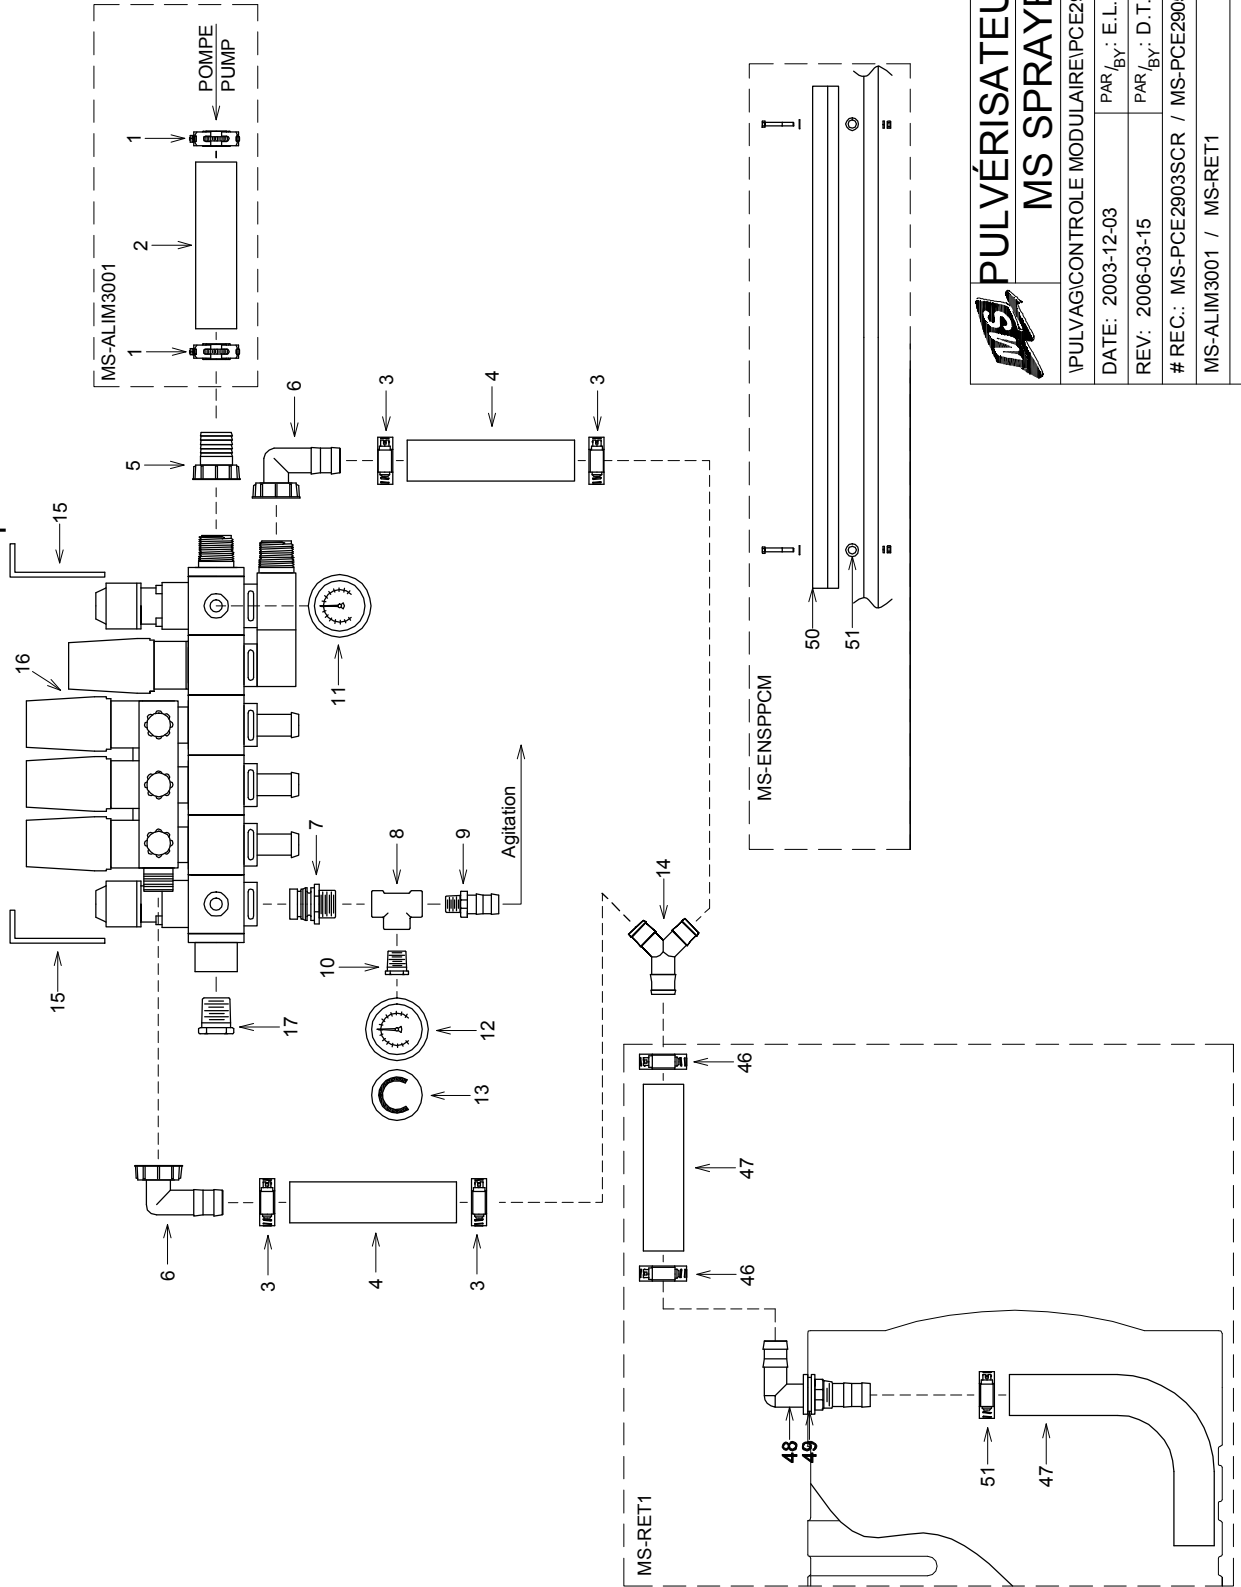 POMPE
PUMP
1
2
1
MS-ALIM3001
5
6
3
4
3
15
16
11
7
8
9
Agitation
10
12
13
17
15
14
6
3
4
3
46
47
46
48
49
51
47
MS-RET1
50
51
MS-ENSPPCM
MS
PULVÉRISATEU
MS SPRAYE
\PULVAG\CONTROLE MODULAIRE\PCE29
DATE: 2003-12-03 PAR/BY: E.L.
REV: 2006-03-15 PAR/BY: D.T.
# REC.: MS-PCE2903SCR / MS-PCE290
MS-ALIM3001 / MS-RET1